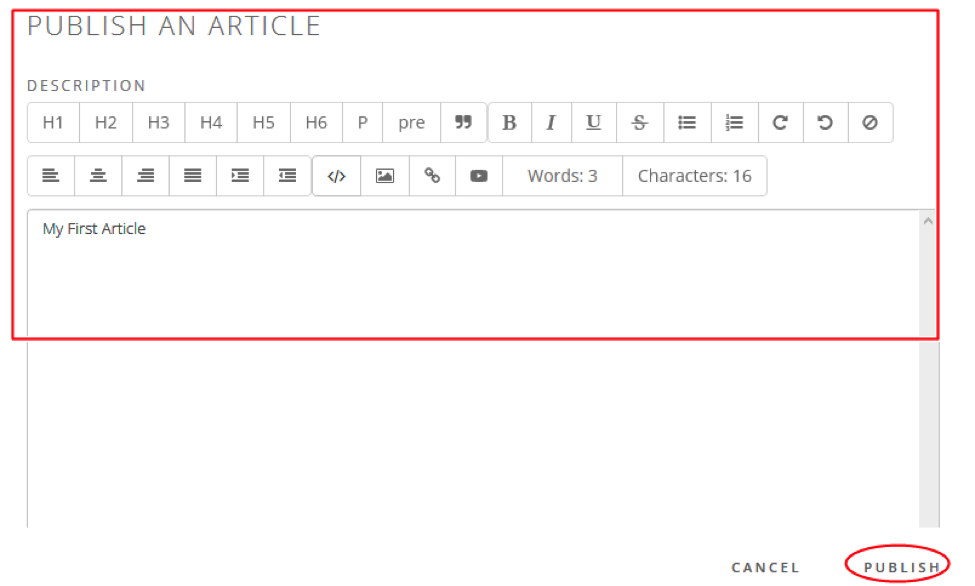 PUBLISH AN ARTICLE
DESCRIPTION
H1 H2 H3 H4 H5 H6 P pre B I U S
Words: 3 Characters: 16
My First Article
CANCEL PUBLISH